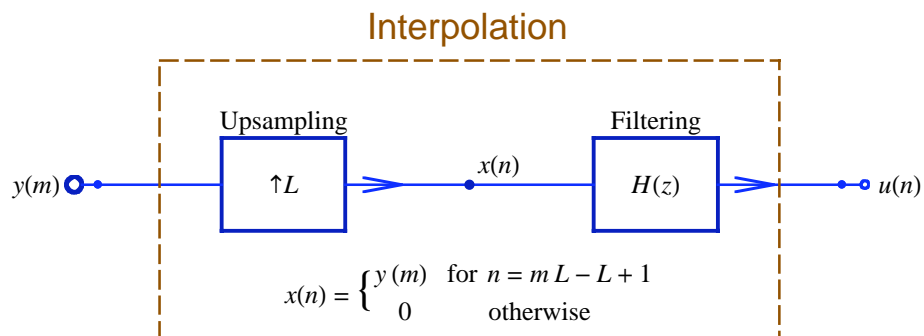 Interpolation
Upsampling Filtering
y(m) ↑L x(n) H(z) u(n)
x(n) = { y (m) for n = m L – L + 1
0 otherwise